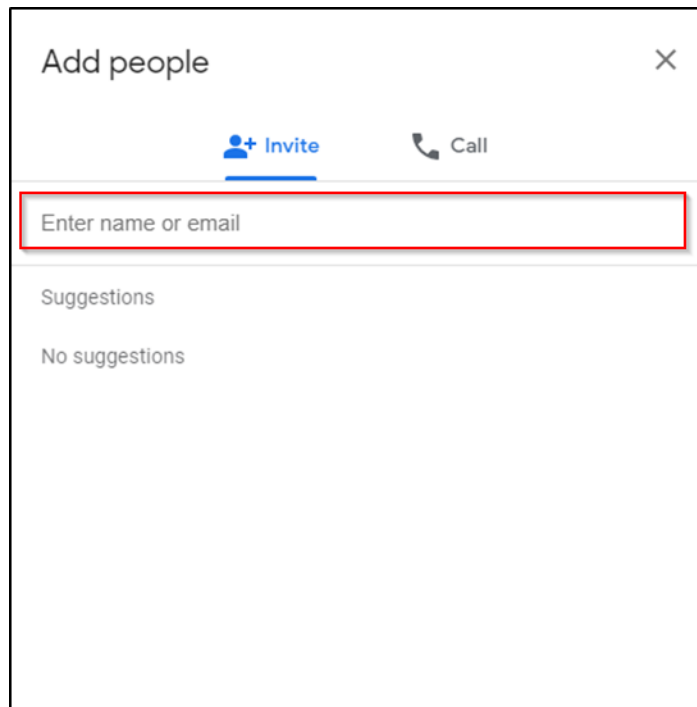 Add people
Invite
Call
Enter name or email
Suggestions
No suggestions